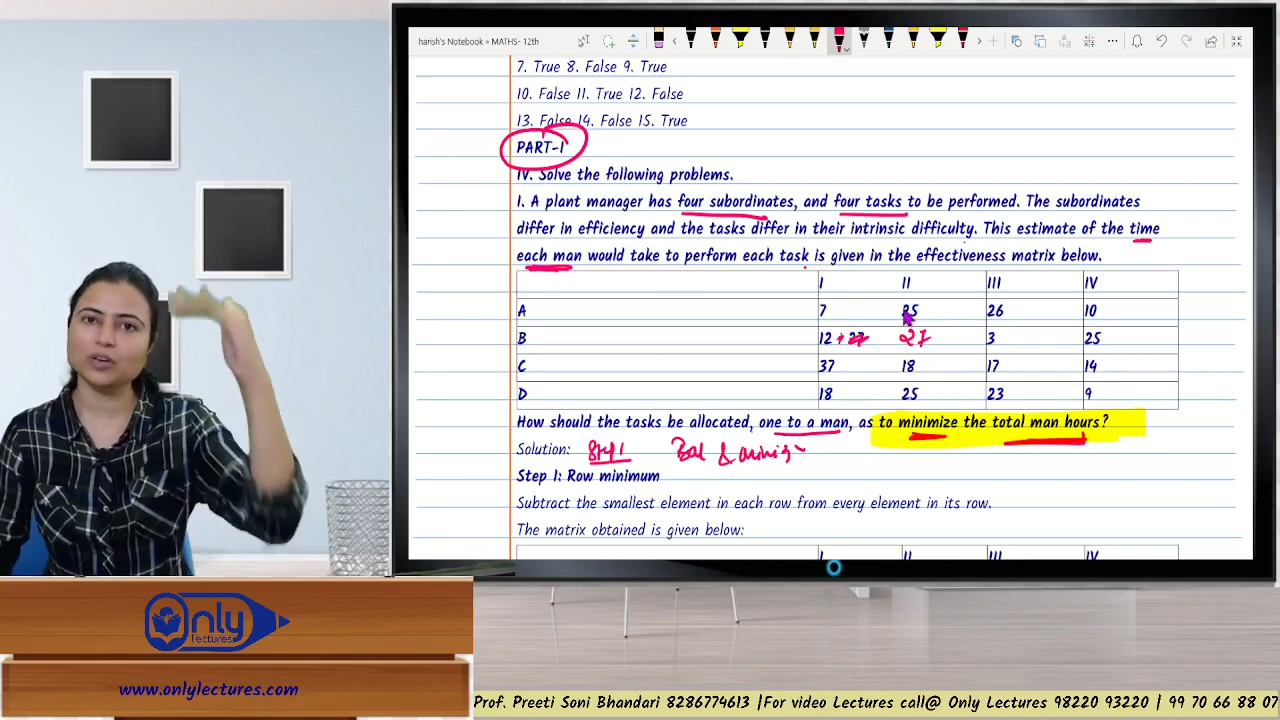 harish's Notebook » MATHS- 12th
7. True 8. False 9. True
10. False 11. True 12. False
13. False 14. False 15. True
PART-I
IV. Solve the following problems.
1. A plant manager has four subordinates, and four tasks to be performed. The subordinates
differ in efficiency and the tasks differ in their intrinsic difficulty. This estimate of the time
each man would take to perform each task is given in the effectiveness matrix below.
I II III IV
A 7 25 26 10
B 12 27 3 25
C 37 18 17 14
D 18 25 23 9
How should the tasks be allocated, one to a man, as to minimize the total man hours?
Solution: Step 1 Bal &
Step 1: Row minimum
Subtract the smallest element in each row from every element in its row.
The matrix obtained is given below:
I II III IV
Only
lectures
www.onlylectures.com
Prof. Preeti Soni Bhandari 8286774613 |For video Lectures call@ Only Lectures 98220 93220 | 99 70 66 88 07